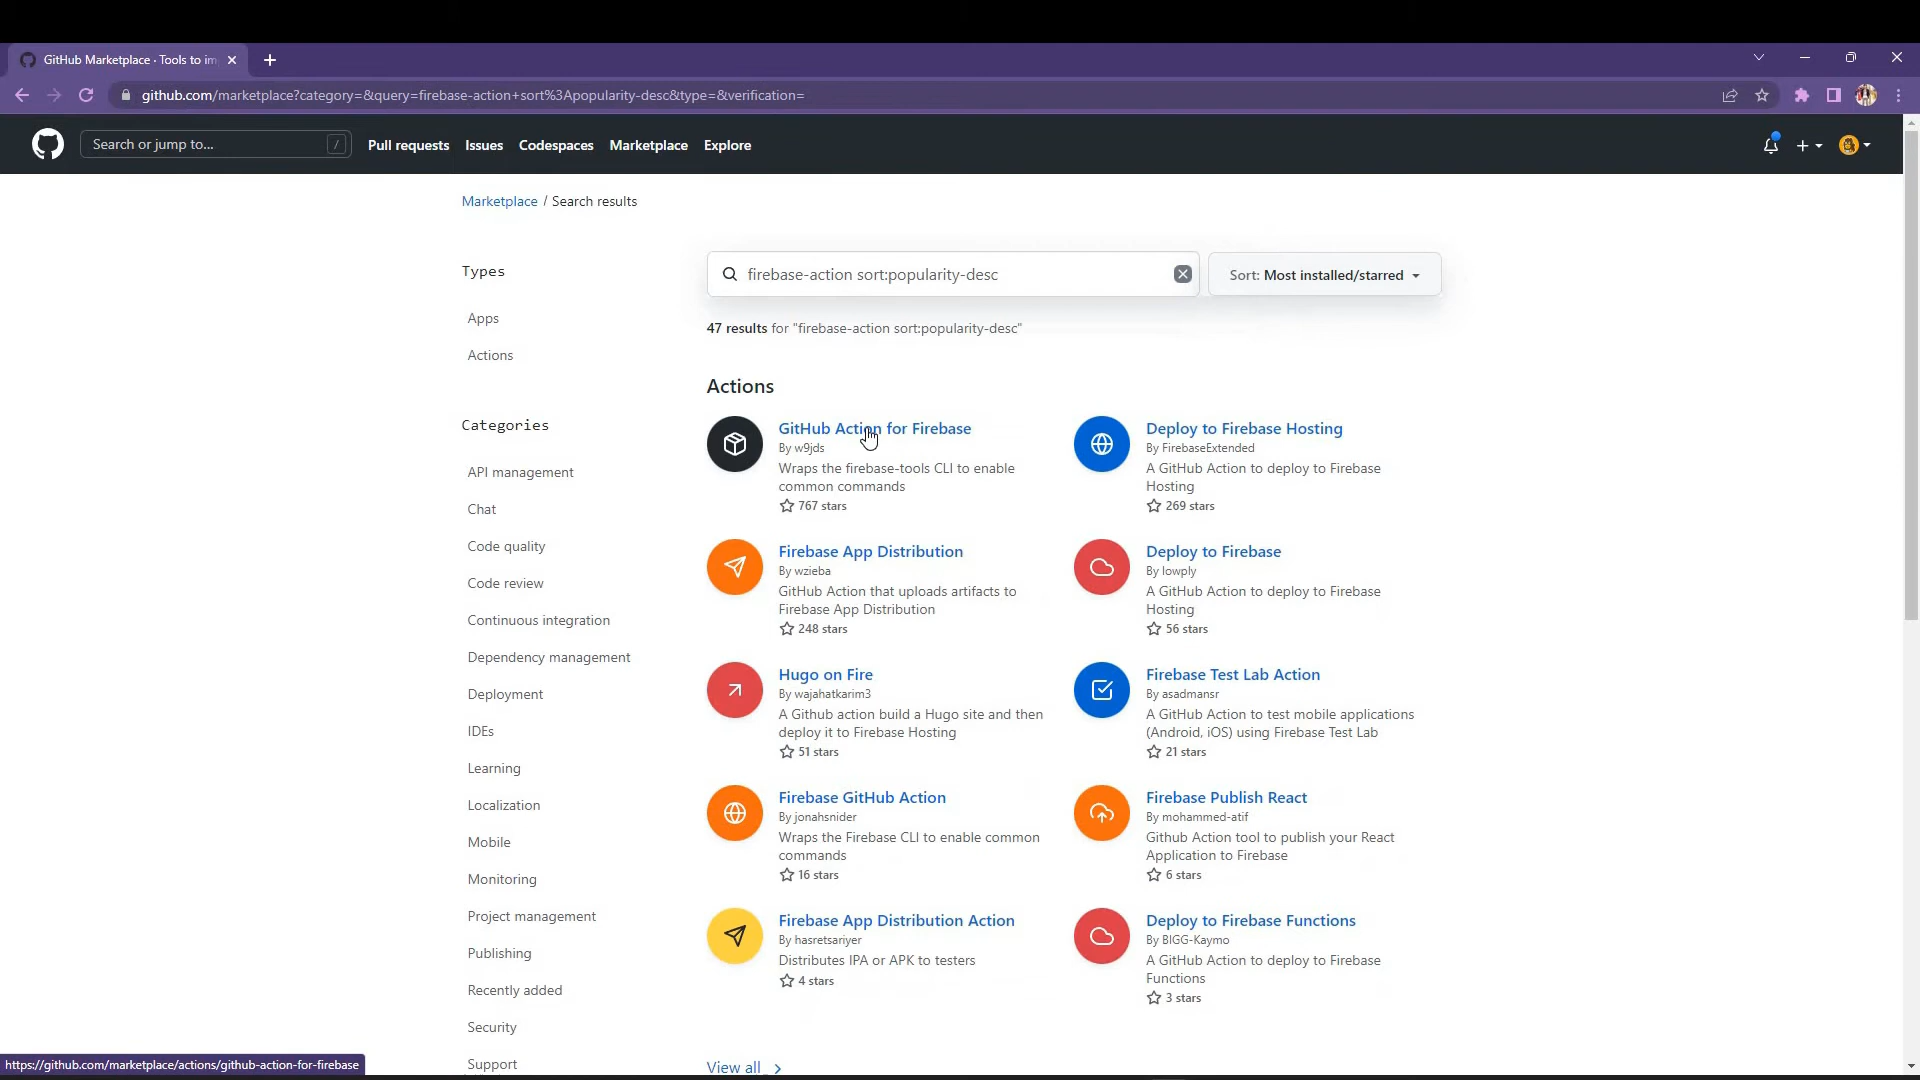 GitHub Marketplace · Tools to im
github.com/marketplace?category=&query=firebase-action+sort%3Apopularity-desc&type=&verification=
Search or jump to... /
Pull requests
Issues
Codespaces
Marketplace
Explore
Marketplace / Search results
Types
Apps
Actions
Categories
API management
Chat
Code quality
Code review
Continuous integration
Dependency management
Deployment
IDEs
Learning
Localization
Mobile
Monitoring
Project management
Publishing
Recently added
Security
Support
firebase-action sort:popularity-desc
Sort: Most installed/starred
47 results for "firebase-action sort:popularity-desc"
Actions
GitHub Action for Firebase
By w9jds
Wraps the firebase-tools CLI to enable
common commands
767 stars
Deploy to Firebase Hosting
By FirebaseExtended
A GitHub Action to deploy to Firebase
Hosting
269 stars
Firebase App Distribution
By wzieba
GitHub Action that uploads artifacts to
Firebase App Distribution
248 stars
Deploy to Firebase
By lowply
A GitHub Action to deploy to Firebase
Hosting
56 stars
Hugo on Fire
By wajahatkarim3
A Github action build a Hugo site and then
deploy it to Firebase Hosting
51 stars
Firebase Test Lab Action
By asadmansr
A GitHub Action to test mobile applications
(Android, iOS) using Firebase Test Lab
21 stars
Firebase GitHub Action
By jonahsnider
Wraps the Firebase CLI to enable common
commands
16 stars
Firebase Publish React
By mohammed-atif
Github Action tool to publish your React
Application to Firebase
6 stars
Firebase App Distribution Action
By hasretsariyer
Distributes IPA or APK to testers
4 stars
Deploy to Firebase Functions
By BIGG-Kaymo
A GitHub Action to deploy to Firebase
Functions
3 stars
View all
https://github.com/marketplace/actions/github-action-for-firebase